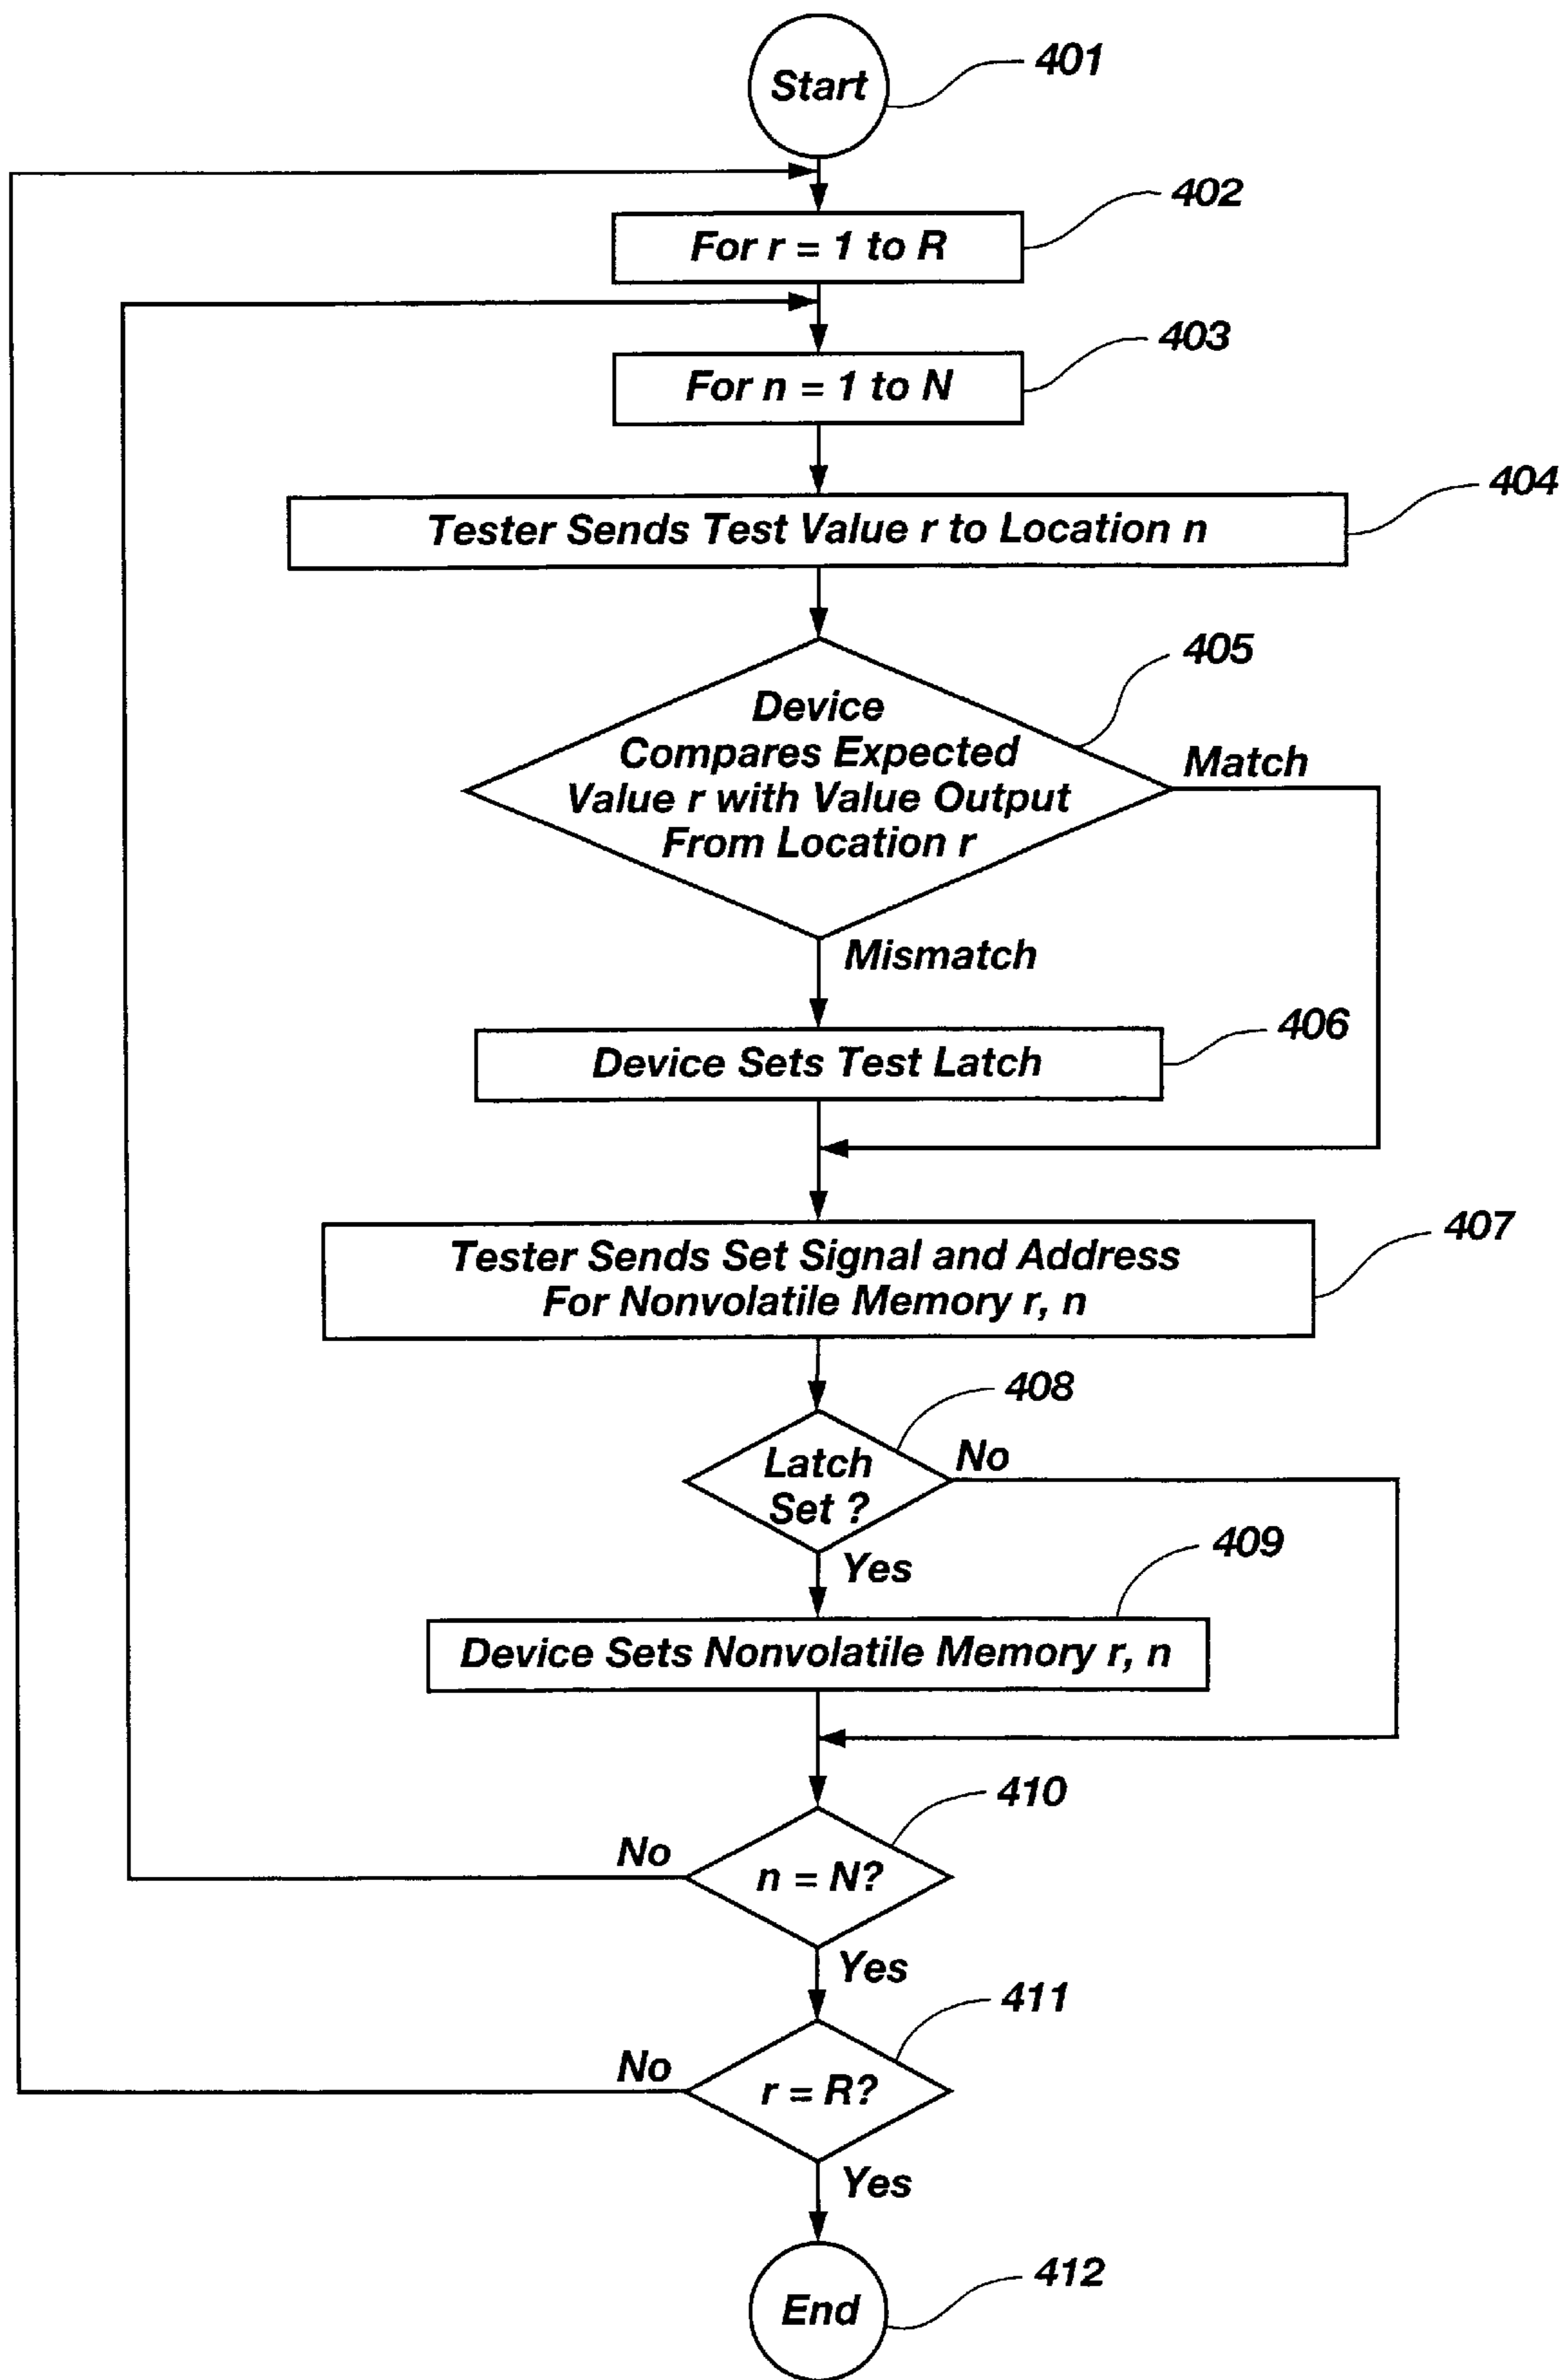 Start
401
402
For r = 1 to R
403
For n = 1 to N
404
Tester Sends Test Value r to Location n
405
Device
Compares Expected
Value r with Value Output
From Location r
Match
Mismatch
406
Device Sets Test Latch
407
Tester Sends Set Signal and Address
For Nonvolatile Memory r, n
408
Latch
Set ?
No
Yes
409
Device Sets Nonvolatile Memory r, n
410
No
n = N?
Yes
411
No
r = R?
Yes
412
End